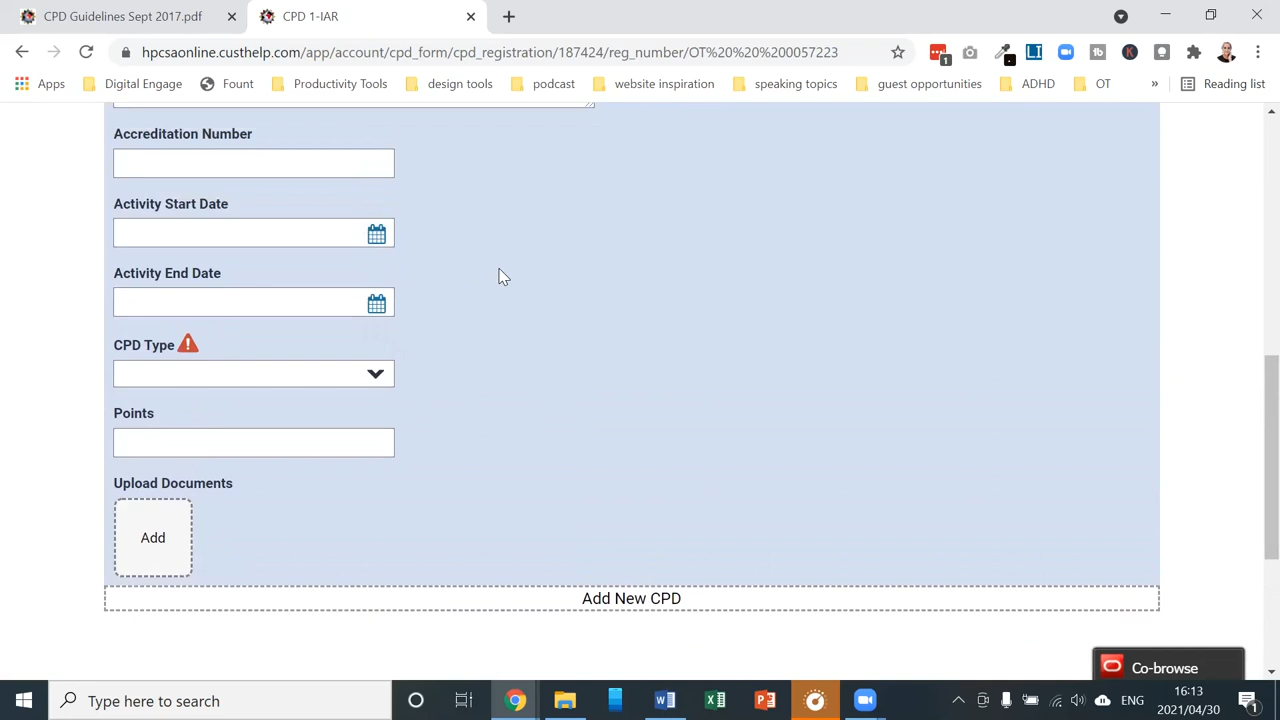 CPD Guidelines Sept 2017.pdf
CPD 1-IAR
hpcsaonline.custhelp.com/app/account/cpd_form/cpd_registration/187424/reg_number/OT%20%20%200057223
1
Apps
Digital Engage
Fount
Productivity Tools
design tools
podcast
website inspiration
speaking topics
guest opportunities
ADHD
OT
»
Reading list
Accreditation Number
Activity Start Date
Activity End Date
CPD Type
Points
Upload Documents
Add
Add New CPD
Co-browse
Type here to search
ENG
16:13
2021/04/30
1